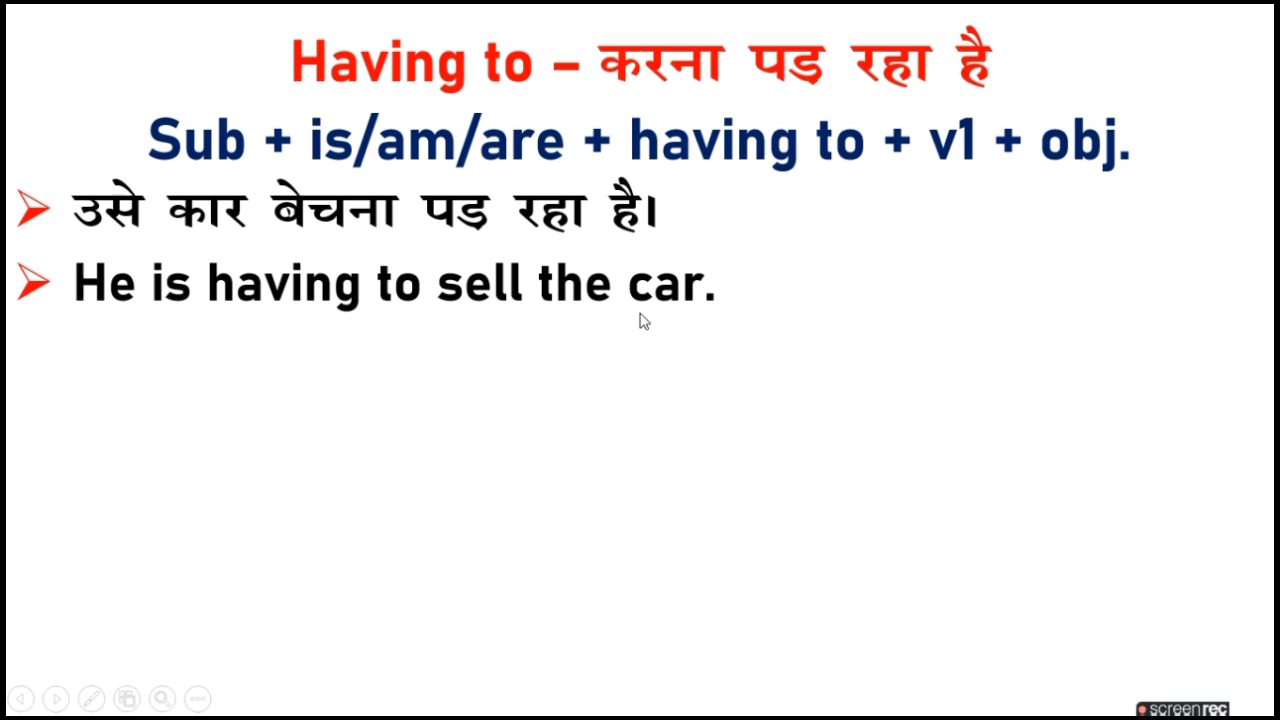 Having to – करना पड रहा है
Sub + is/am/are + having to + v1 + obj.
उसे कार बेचना पड रहा है।
He is having to sell the car.
screenrec